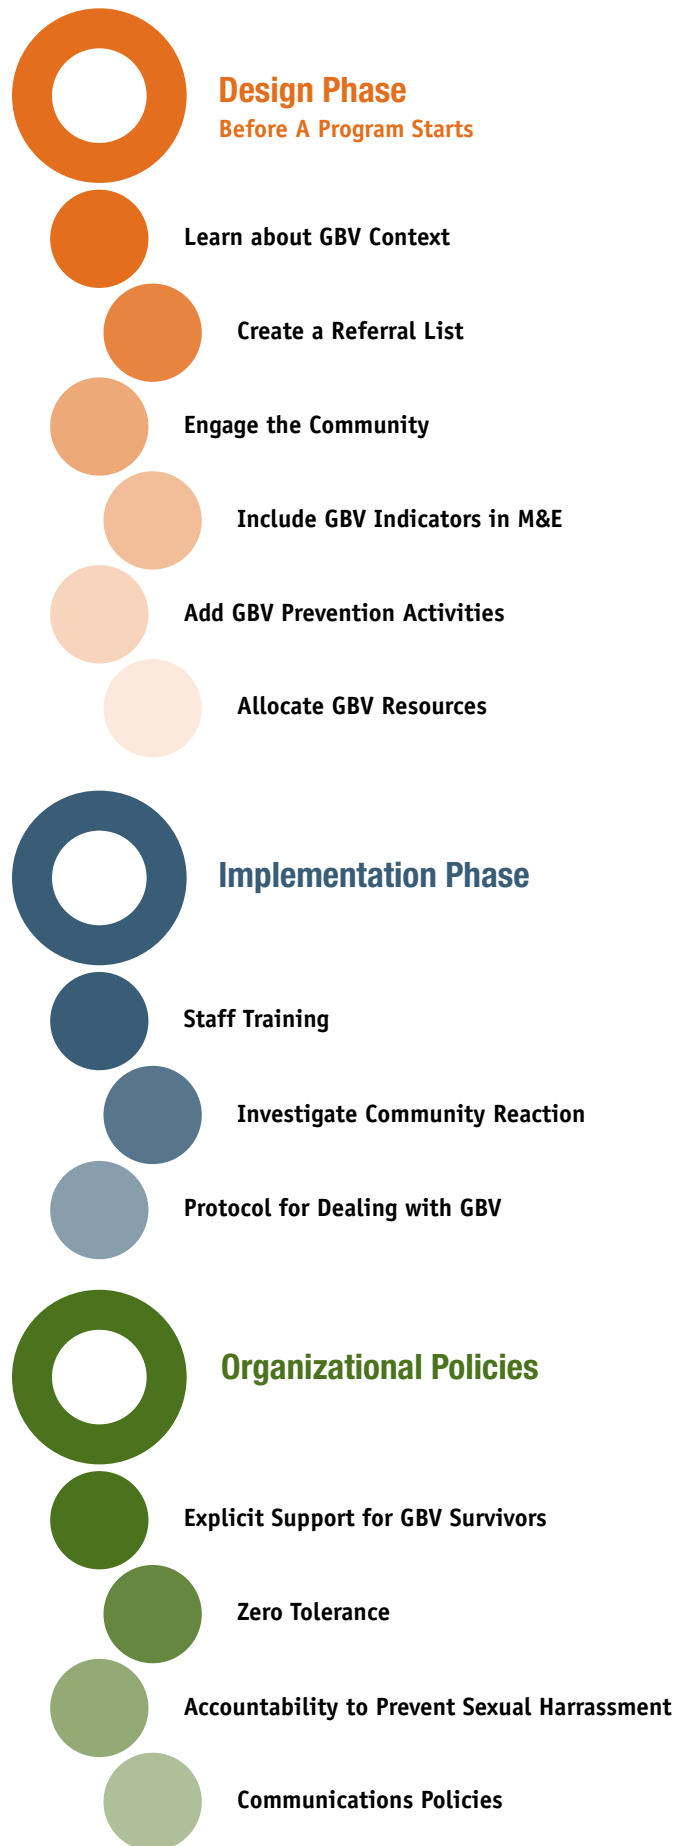 Design Phase
Before A Program Starts
Learn about GBV Context
Create a Referral List
Engage the Community
Include GBV Indicators in M&E
Add GBV Prevention Activities
Allocate GBV Resources
Implementation Phase
Staff Training
Investigate Community Reaction
Protocol for Dealing with GBV
Organizational Policies
Explicit Support for GBV Survivors
Zero Tolerance
Accountability to Prevent Sexual Harrassment
Communications Policies